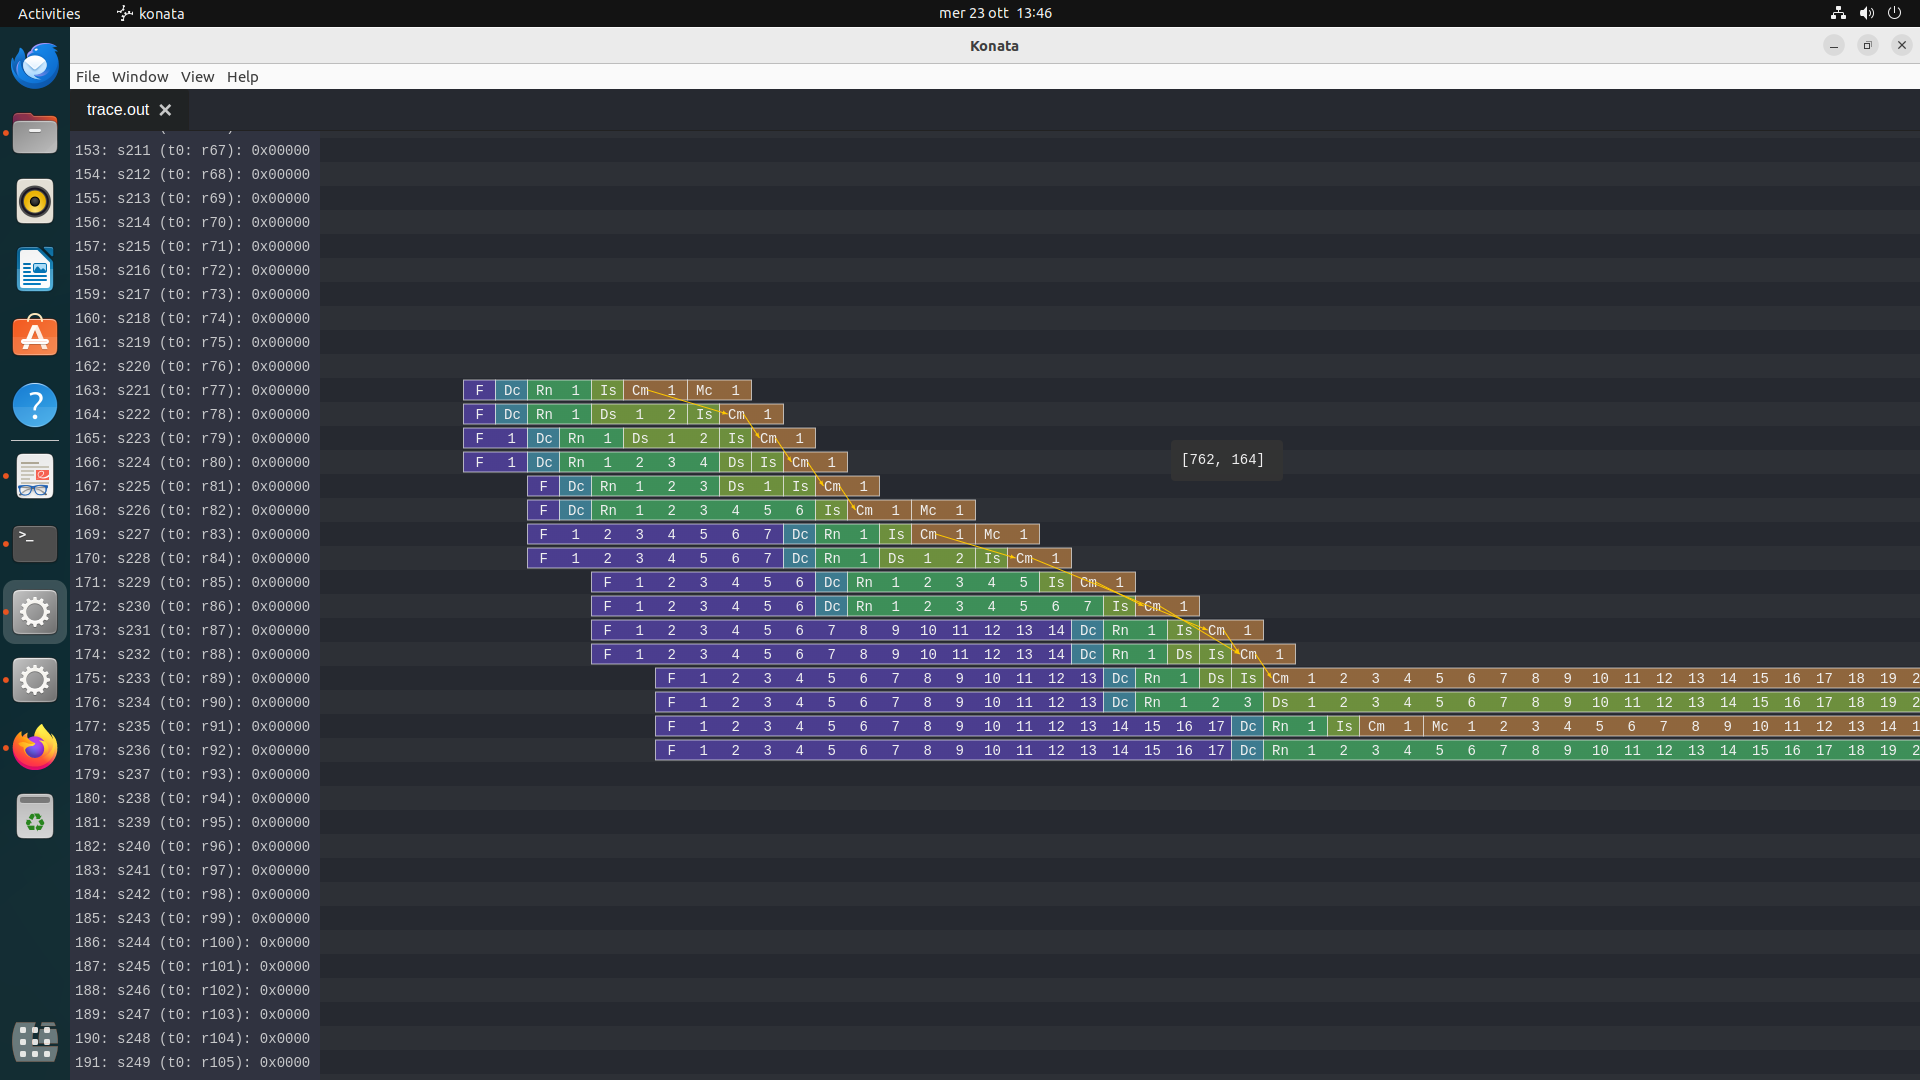 Activities konata mer 23 ott 13:46
Konata
File Window View Help
trace.out
153: s211 (t0: r67): 0x00000
154: s212 (t0: r68): 0x00000
155: s213 (t0: r69): 0x00000
156: s214 (t0: r70): 0x00000
157: s215 (t0: r71): 0x00000
158: s216 (t0: r72): 0x00000
159: s217 (t0: r73): 0x00000
160: s218 (t0: r74): 0x00000
161: s219 (t0: r75): 0x00000
162: s220 (t0: r76): 0x00000
163: s221 (t0: r77): 0x00000 F Dc Rn 1 Is Cm 1 Mc 1
164: s222 (t0: r78): 0x00000 F Dc Rn 1 Ds 1 2 Is Cm 1
165: s223 (t0: r79): 0x00000 F 1 Dc Rn 1 Ds 1 2 Is Cm 1
166: s224 (t0: r80): 0x00000 F 1 Dc Rn 1 2 3 4 Ds Is Cm 1 [762, 164]
167: s225 (t0: r81): 0x00000 F Dc Rn 1 2 3 Ds 1 Is Cm 1
168: s226 (t0: r82): 0x00000 F Dc Rn 1 2 3 4 5 6 Is Cm 1 Mc 1
169: s227 (t0: r83): 0x00000 F 1 2 3 4 5 6 7 Dc Rn 1 Is Cm 1 Mc 1
170: s228 (t0: r84): 0x00000 F 1 2 3 4 5 6 7 Dc Rn 1 Ds 1 2 Is Cm 1
171: s229 (t0: r85): 0x00000 F 1 2 3 4 5 6 Dc Rn 1 2 3 4 5 Is Cm 1
172: s230 (t0: r86): 0x00000 F 1 2 3 4 5 6 Dc Rn 1 2 3 4 5 6 7 Is Cm 1
173: s231 (t0: r87): 0x00000 F 1 2 3 4 5 6 7 8 9 10 11 12 13 14 Dc Rn 1 Is Cm 1
174: s232 (t0: r88): 0x00000 F 1 2 3 4 5 6 7 8 9 10 11 12 13 14 Dc Rn 1 Ds Is Cm 1
175: s233 (t0: r89): 0x00000 F 1 2 3 4 5 6 7 8 9 10 11 12 13 Dc Rn 1 Ds Is Cm 1 2 3 4 5 6 7 8 9 10 11 12 13 14 15 16 17 18 19
176: s234 (t0: r90): 0x00000 F 1 2 3 4 5 6 7 8 9 10 11 12 13 Dc Rn 1 2 3 Ds 1 2 3 4 5 6 7 8 9 10 11 12 13 14 15 16 17 18 19
177: s235 (t0: r91): 0x00000 F 1 2 3 4 5 6 7 8 9 10 11 12 13 14 15 16 17 Dc Rn 1 Is Cm 1 Mc 1 2 3 4 5 6 7 8 9 10 11 12 13 14
178: s236 (t0: r92): 0x00000 F 1 2 3 4 5 6 7 8 9 10 11 12 13 14 15 16 17 Dc Rn 1 2 3 4 5 6 7 8 9 10 11 12 13 14 15 16 17 18 19
179: s237 (t0: r93): 0x00000
180: s238 (t0: r94): 0x00000
181: s239 (t0: r95): 0x00000
182: s240 (t0: r96): 0x00000
183: s241 (t0: r97): 0x00000
184: s242 (t0: r98): 0x00000
185: s243 (t0: r99): 0x00000
186: s244 (t0: r100): 0x0000
187: s245 (t0: r101): 0x0000
188: s246 (t0: r102): 0x0000
189: s247 (t0: r103): 0x0000
190: s248 (t0: r104): 0x0000
191: s249 (t0: r105): 0x0000